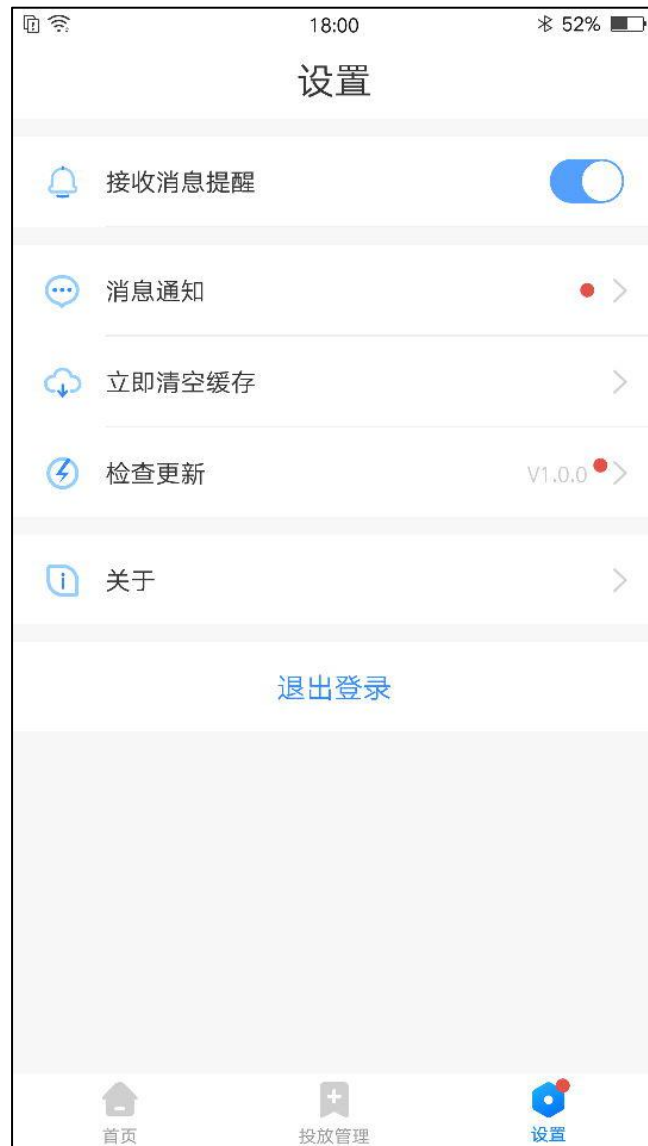 18:00
52%
设置
接收消息提醒
消息通知
立即清空缓存
检查更新
V1.0.0
关于
退出登录
首页
投放管理
设置